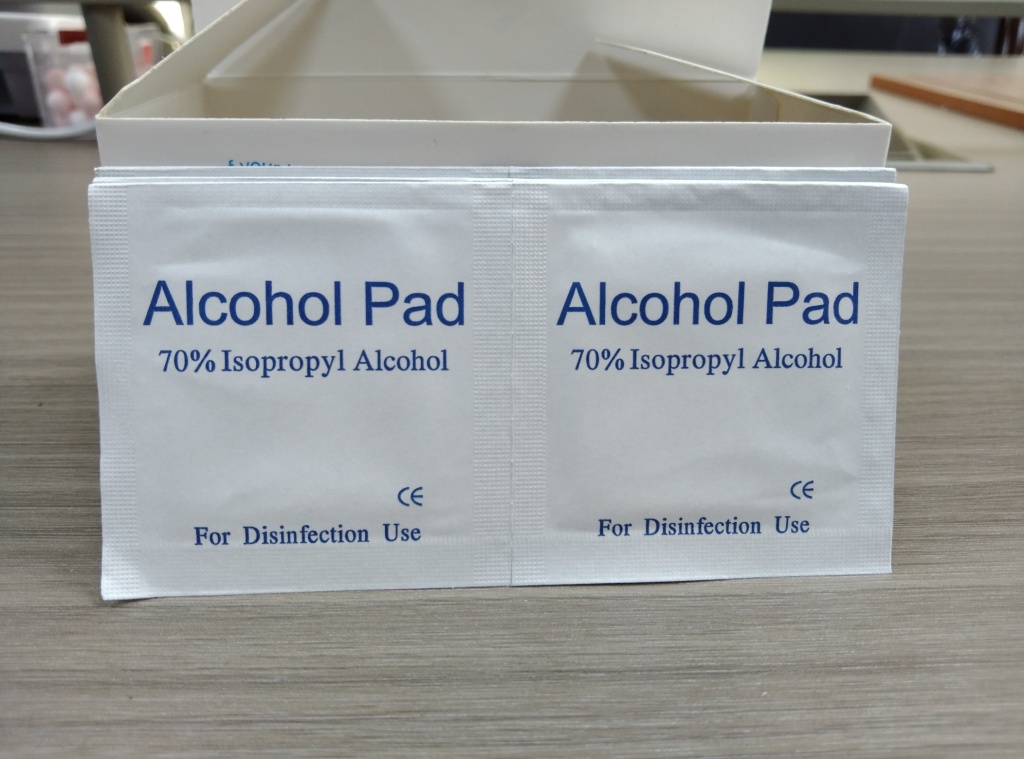 Alcohol Pad
70% Isopropyl Alcohol
CE
For Disinfection Use
Alcohol Pad
70% Isopropyl Alcohol
CE
For Disinfection Use